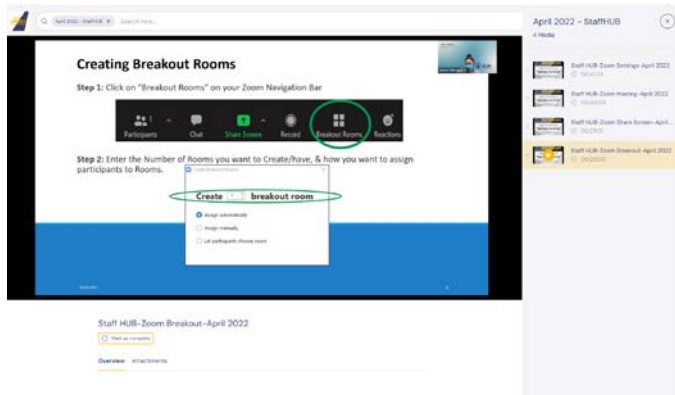 April 2022 - StaffHUB × Search here...
April 2022 - StaffHUB
4 Media
Creating Breakout Rooms
Step 1: Click on "Breakout Rooms" on your Zoom Navigation Bar
Participants Chat Share Screen Record Breakout Rooms Reactions
Step 2: Enter the Number of Rooms you want to Create/have, & how you want to assign
participants to Rooms.
Create Breakout Rooms
Create breakout room
Assign automatically
Assign manually
Let participants choose room
Staff HUB-Zoom Settings-April 2022
Staff HUB-Zoom Hosting-April 2022
Staff HUB-Zoom Share Screen-April ...
Staff HUB-Zoom Breakout-April 2022
Staff HUB-Zoom Breakout-April 2022
Mark as complete
Overview Attachments